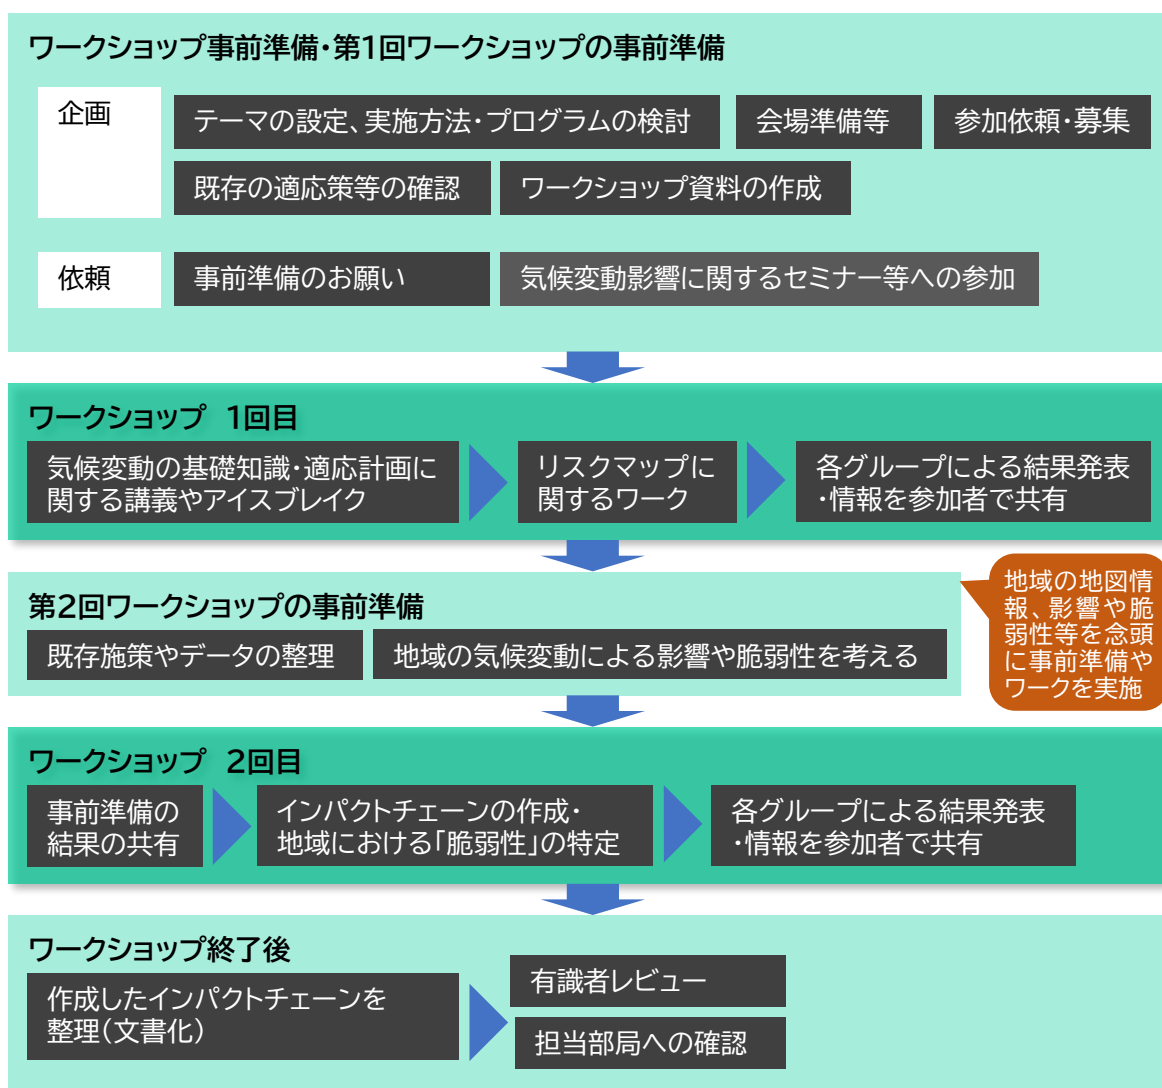 ワークショップ事前準備・第1回ワークショップの事前準備
企画
テーマの設定、実施方法・プログラムの検討
会場準備等
参加依頼・募集
既存の適応策等の確認
ワークショップ資料の作成
依頼
事前準備のお願い
気候変動影響に関するセミナー等への参加
ワークショップ 1回目
気候変動の基礎知識・適応計画に
関する講義やアイスブレイク
リスクマップに
関するワーク
各グループによる結果発表
・情報を参加者で共有
第2回ワークショップの事前準備
既存施策やデータの整理
地域の気候変動による影響や脆弱性を考える
地域の地図情
報、影響や脆
弱性等を念頭
に事前準備や
ワークを実施
ワークショップ 2回目
事前準備の
結果の共有
インパクトチェーンの作成・
地域における「脆弱性」の特定
各グループによる結果発表
・情報を参加者で共有
ワークショップ終了後
作成したインパクトチェーンを
整理(文書化)
有識者レビュー
担当部局への確認